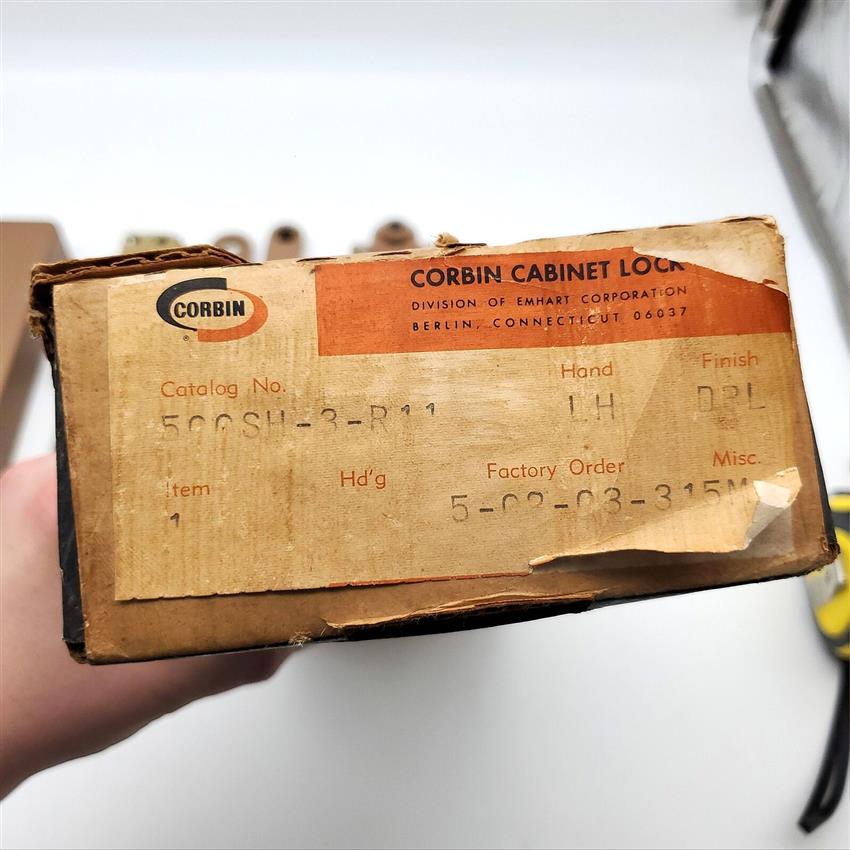 CORBIN
®
CORBIN CABINET LOCK
DIVISION OF EMHART CORPORATION
BERLIN, CONNECTICUT 06037
Catalog No.
Hand
Finish
LH
Item
Hd'g
Factory Order
Misc.
1